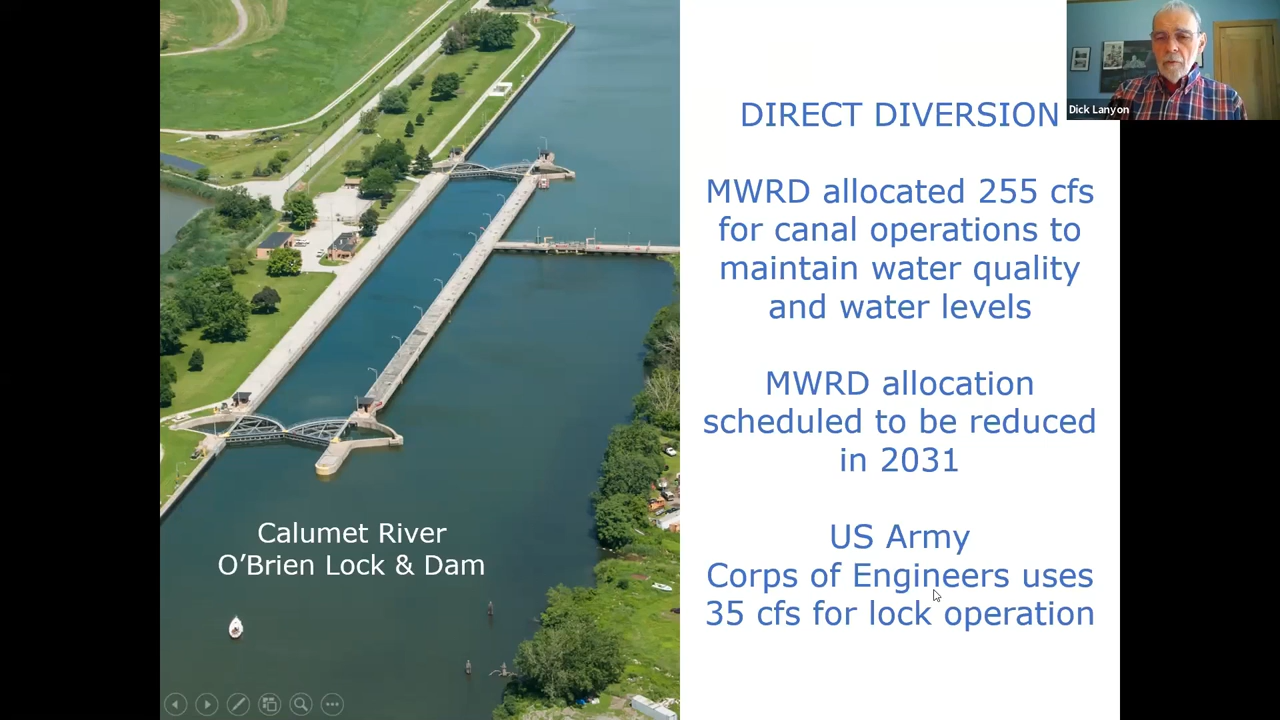 DIRECT DIVERSION
MWRD allocated 255 cfs
for canal operations to
maintain water quality
and water levels
MWRD allocation
scheduled to be reduced
in 2031
US Army
Corps of Engineers uses
35 cfs for lock operation
Calumet River
O’Brien Lock & Dam
Dick Lanyon